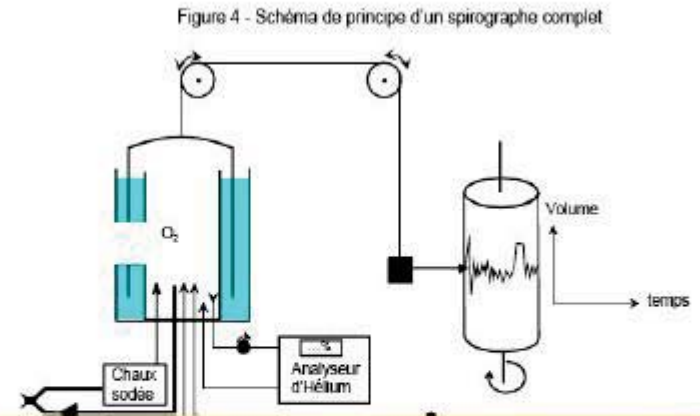 Figure 4 - Schéma de principe d'un spirographe complet
O2
Volume
temps
%
Analyseur
d'Hélium
Chaux
sodée